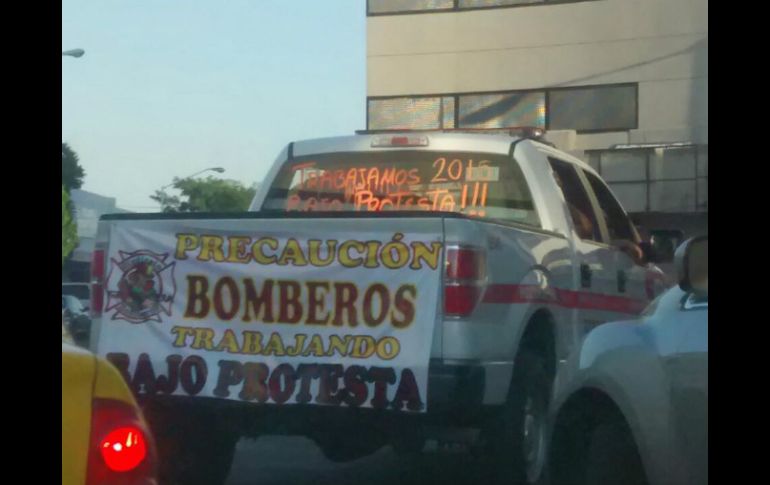 TRABAJAMOS 2015
BAJO PROTESTA!!!
PRECAUCIÓN
BOMBEROS
TRABAJANDO
BAJO PROTESTA